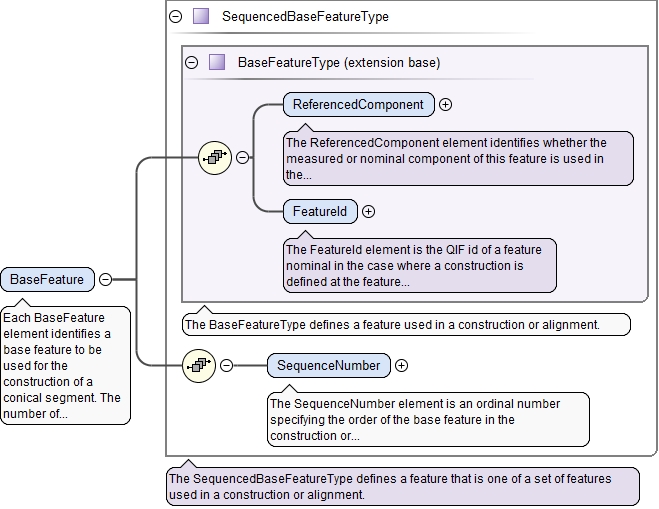 SequencedBaseFeatureType
BaseFeatureType (extension base)
ReferencedComponent
The ReferencedComponent element identifies whether the
measured or nominal component of this feature is used in
the...
FeatureId
The FeatureId element is the QIF id of a feature
nominal in the case where a construction is
defined at the feature...
BaseFeature
Each BaseFeature
element identifies a
base feature to be
used for the
construction of a
conical segment. The
number of...
The BaseFeatureType defines a feature used in a construction or alignment.
SequenceNumber
The SequenceNumber element is an ordinal number
specifying the order of the base feature in the
construction or...
The SequencedBaseFeatureType defines a feature that is one of a set of features
used in a construction or alignment.